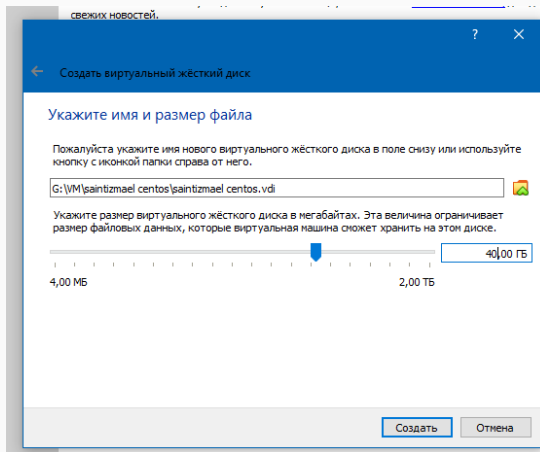 свежих новостей.
?
Создать виртуальный жёсткий диск
Укажите имя и размер файла
Пожалуйста укажите имя нового виртуального жёсткого диска в поле снизу или используйте
кнопку с иконкой папки справа от него.
G:\VM\saintizmael centos\saintizmael centos.vdi
Укажите размер виртуального жёсткого диска в мегабайтах. Эта величина ограничивает
размер файловых данных, которые виртуальная машина сможет хранить на этом диске.
40,00 ГБ
4,00 МБ 2,00 ТБ
Создать Отмена